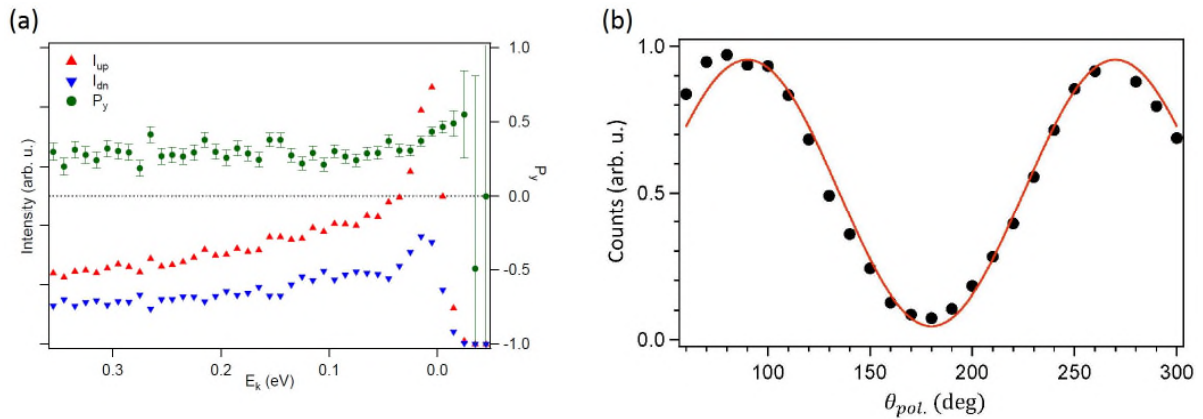 (a)
I_up
I_dn
P_y
Intensity (arb. u.)
1.0
0.5
0.0
-0.5
-1.0
P_y
0.3
0.2
0.1
0.0
E_k (eV)
(b)
Counts (arb. u.)
1.0
0.5
0.0
100
150
200
250
300
θ_pol. (deg)